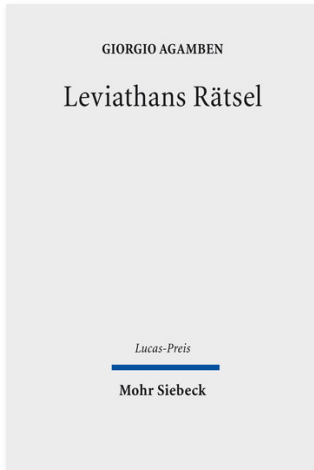 GIORGIO AGAMBEN
Leviathans Rätsel
Lucas-Preis
Mohr Siebeck